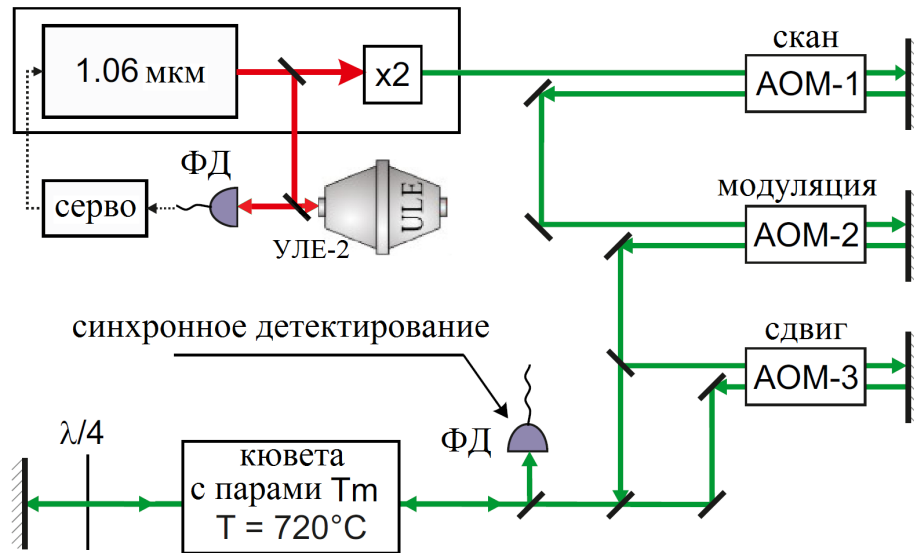 скан
1.06 мкм
x2
АОМ-1
ФД
модуляция
серво
ULE
УЛЕ-2
АОМ-2
синхронное детектирование
сдвиг
АОМ-3
λ/4
ФД
кювета
с парами Tm
T = 720°C